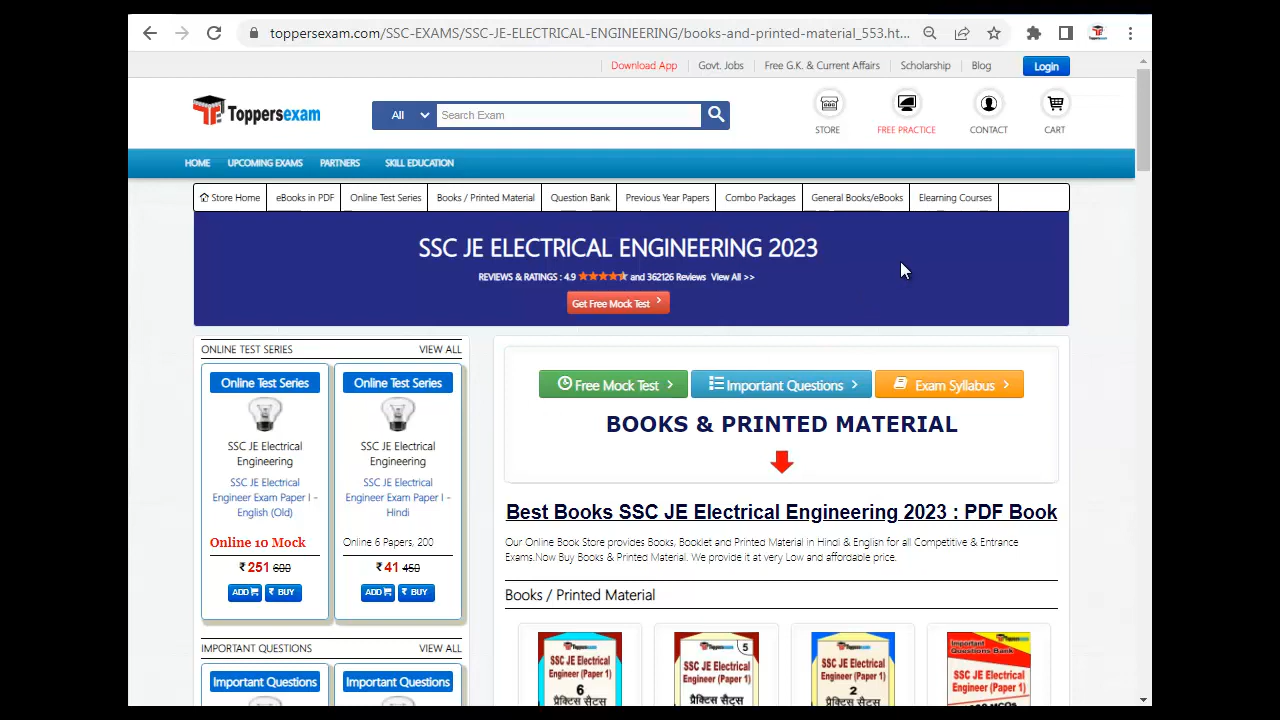 toppersexam.com/SSC-EXAMS/SSC-JE-ELECTRICAL-ENGINEERING/books-and-printed-material_553.ht...
Download App Govt. Jobs Free G.K. & Current Affairs Scholarship Blog Login
Toppersexam All Search Exam
STORE FREE PRACTICE CONTACT CART
HOME UPCOMING EXAMS PARTNERS SKILL EDUCATION
Store Home eBooks in PDF Online Test Series Books / Printed Material Question Bank Previous Year Papers Combo Packages General Books/eBooks Elearning Courses
SSC JE ELECTRICAL ENGINEERING 2023
REVIEWS & RATINGS : 4.9 and 362126 Reviews View All >>
Get Free Mock Test
ONLINE TEST SERIES VIEW ALL
Online Test Series
SSC JE Electrical
Engineering
SSC JE Electrical
Engineer Exam Paper I -
English (Old)
Online 10 Mock
₹ 251 600
ADD ₹ BUY
Online Test Series
SSC JE Electrical
Engineering
SSC JE Electrical
Engineer Exam Paper I -
Hindi
Online 6 Papers, 200
₹ 41 450
ADD ₹ BUY
IMPORTANT QUESTIONS VIEW ALL
Important Questions Important Questions
Free Mock Test Important Questions Exam Syllabus
BOOKS & PRINTED MATERIAL
Best Books SSC JE Electrical Engineering 2023 : PDF Book
Our Online Book Store provides Books, Booklet and Printed Material in Hindi & English for all Competitive & Entrance
Exams.Now Buy Books & Printed Material. We provide it at very Low and affordable price.
Books / Printed Material
Toppersexam
SSC JE Electrical
Engineer (Paper 1)
6
प्रैक्टिस सैट्स
Toppersexam 5
SSC JE Electrical
Engineer (Paper 1)
प्रैक्टिस सैट्स
Toppersexam
SSC JE Electrical
Engineer (Paper 1)
2
प्रैक्टिस सैट्स
Toppersexam
Important
Questions Bank
SSC JE Electrical
Engineer (Paper 1)